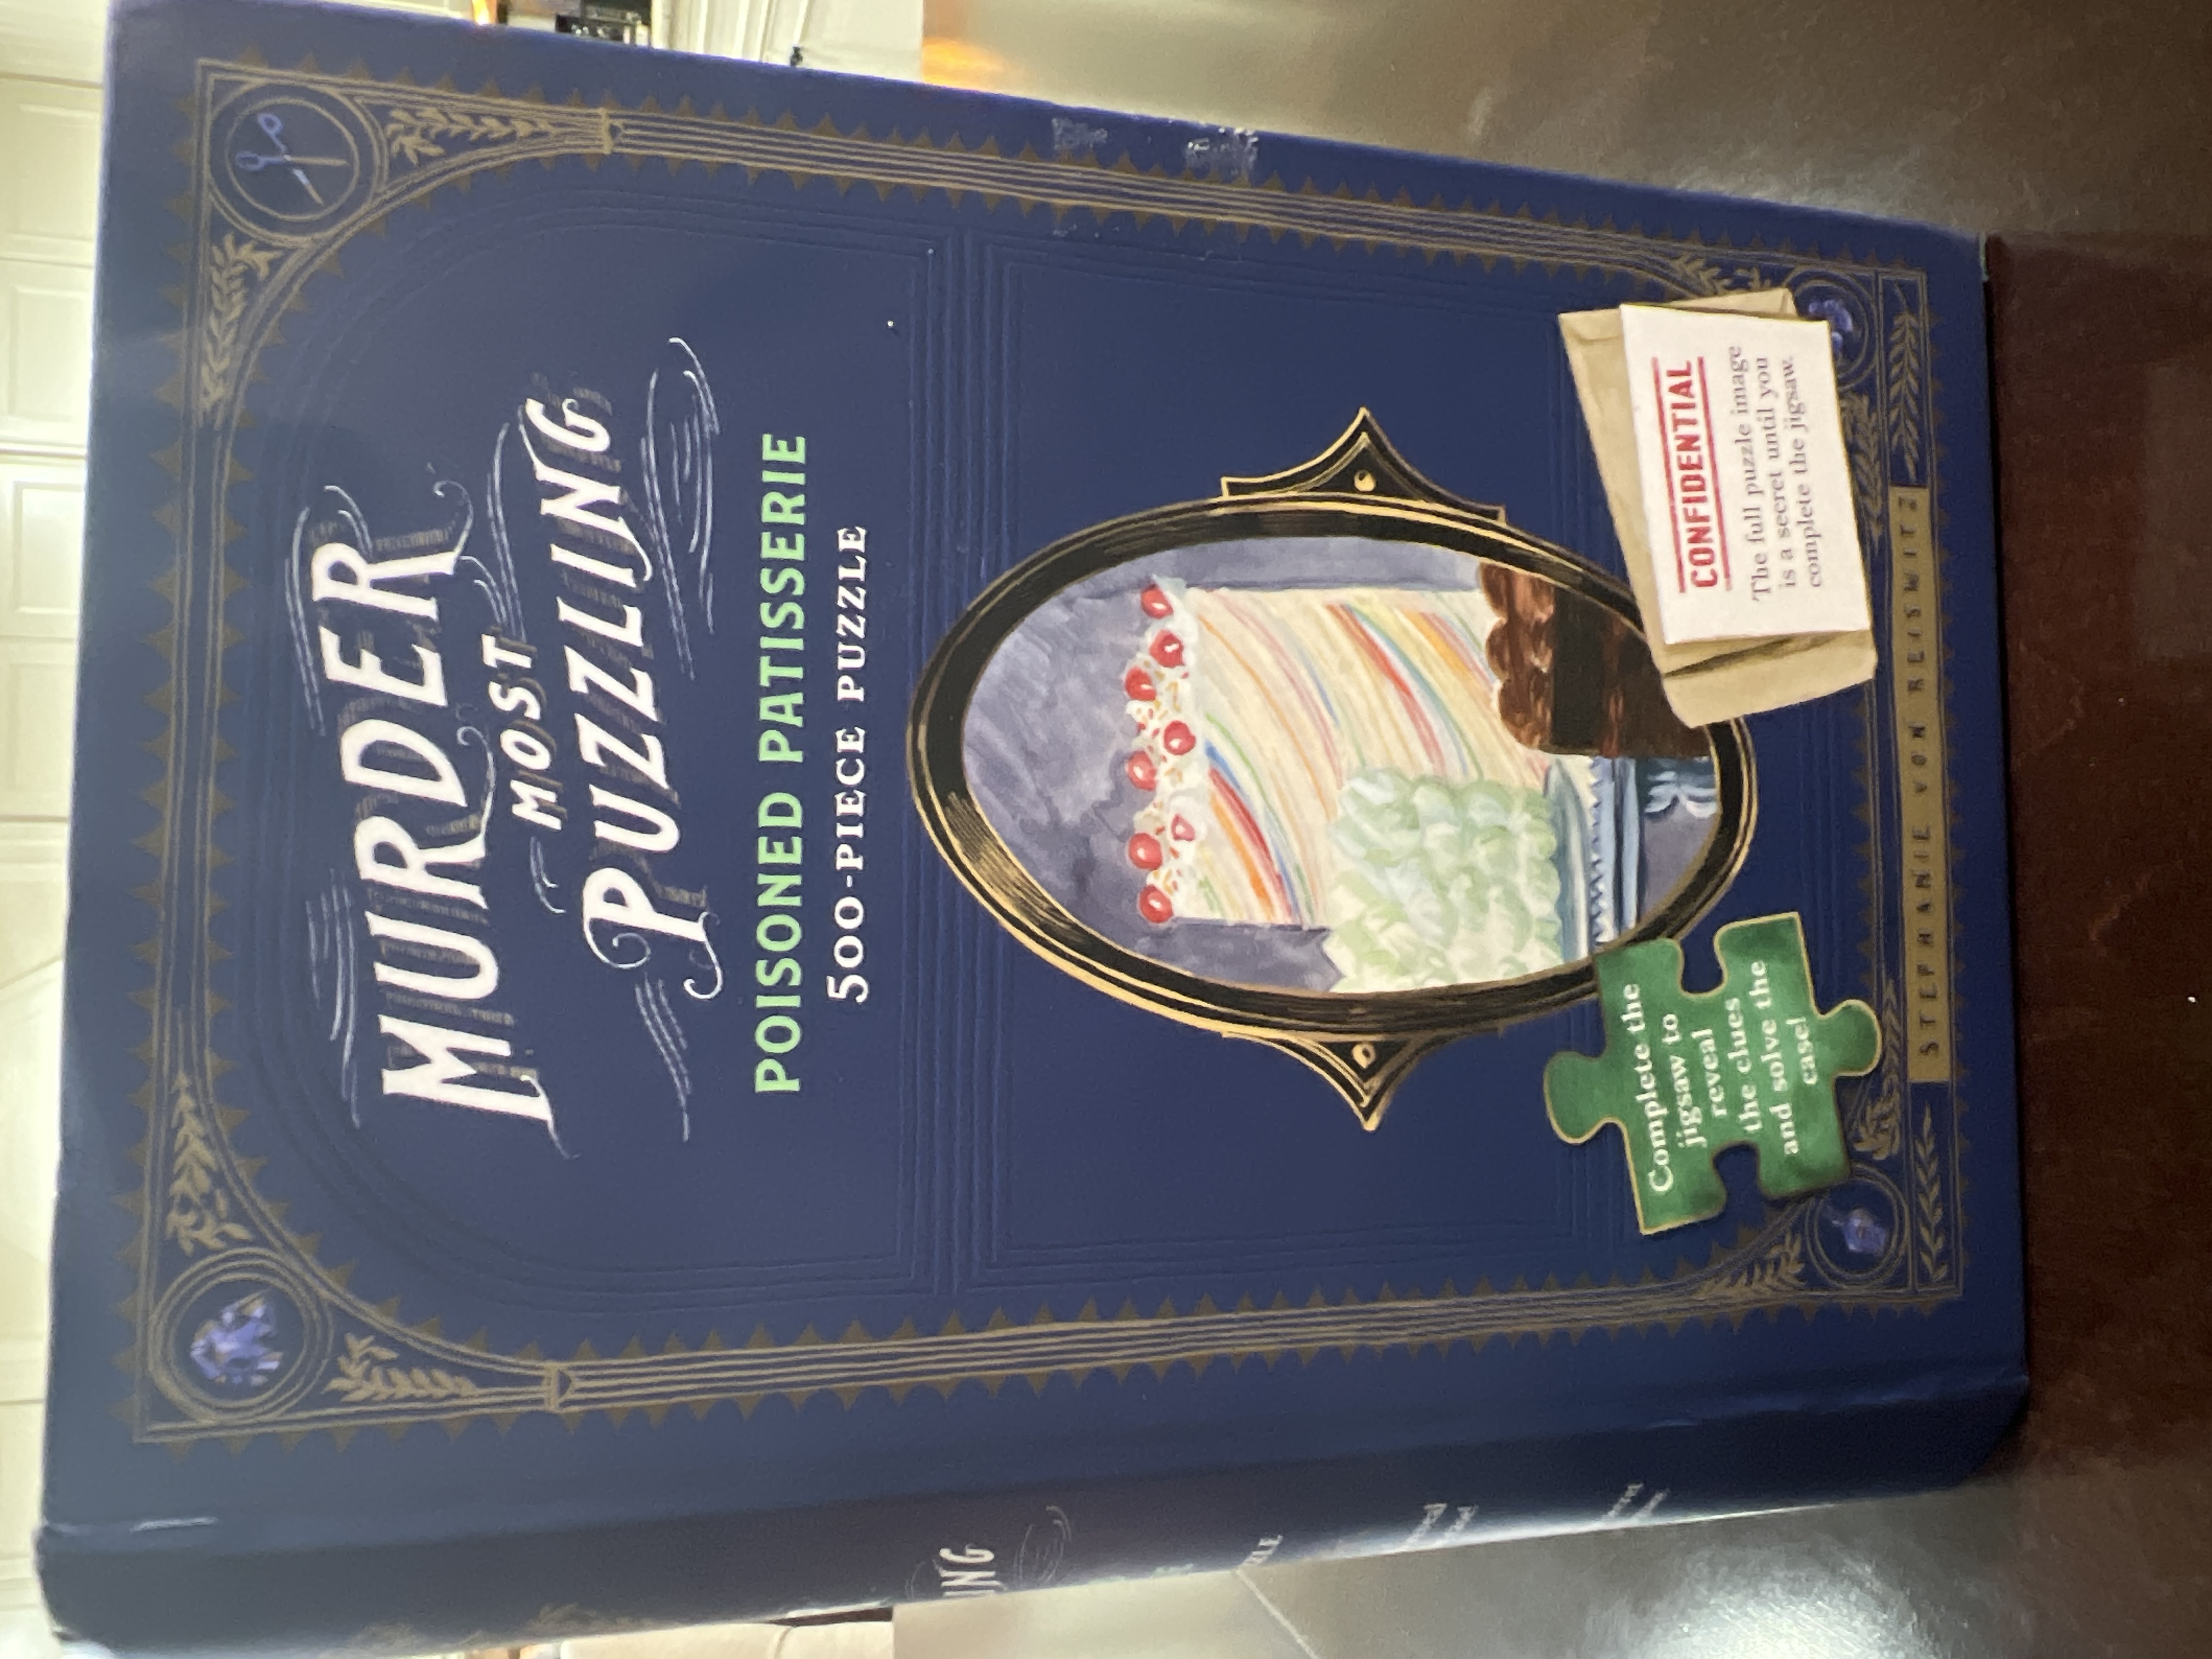 MURDER
MOST
PUZZLING
POISONED PATISSERIE
500-PIECE PUZZLE
CONFIDENTIAL
The full puzzle image
is a secret until you
complete the jigsaw.
Complete the
jigsaw to
reveal
the clues
and solve the
case!
STEPHANIE VON REISWITZ